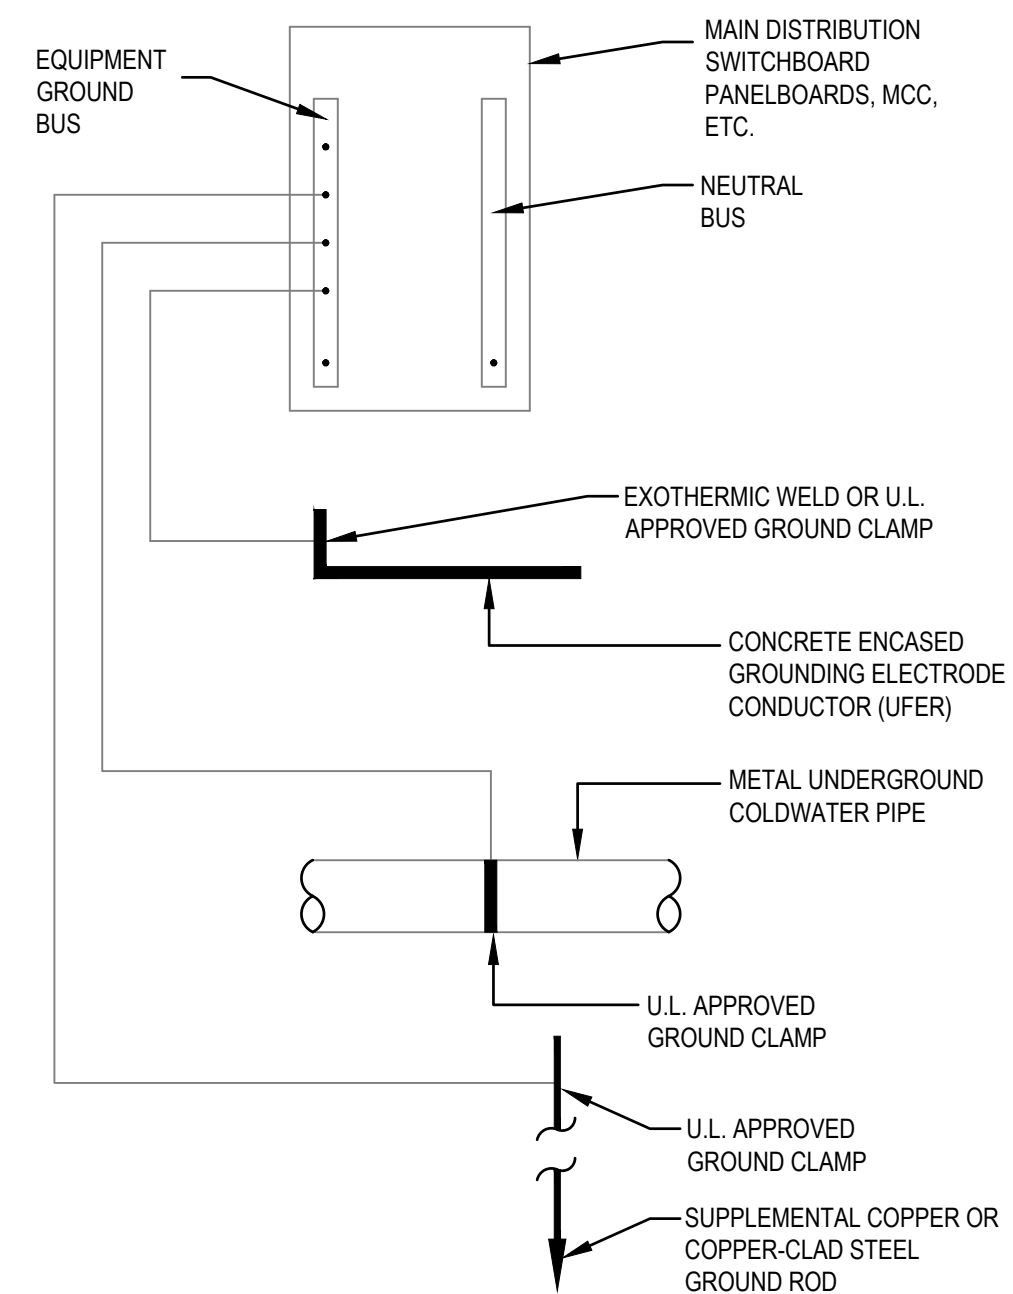 EQUIPMENT
GROUND
BUS
MAIN DISTRIBUTION
SWITCHBOARD
PANELBOARDS, MCC,
ETC.
NEUTRAL
BUS
EXOTHERMIC WELD OR U.L.
APPROVED GROUND CLAMP
CONCRETE ENCASED
GROUNDING ELECTRODE
CONDUCTOR (UFER)
METAL UNDERGROUND
COLDWATER PIPE
U.L. APPROVED
GROUND CLAMP
U.L. APPROVED
GROUND CLAMP
SUPPLEMENTAL COPPER OR
COPPER-CLAD STEEL
GROUND ROD